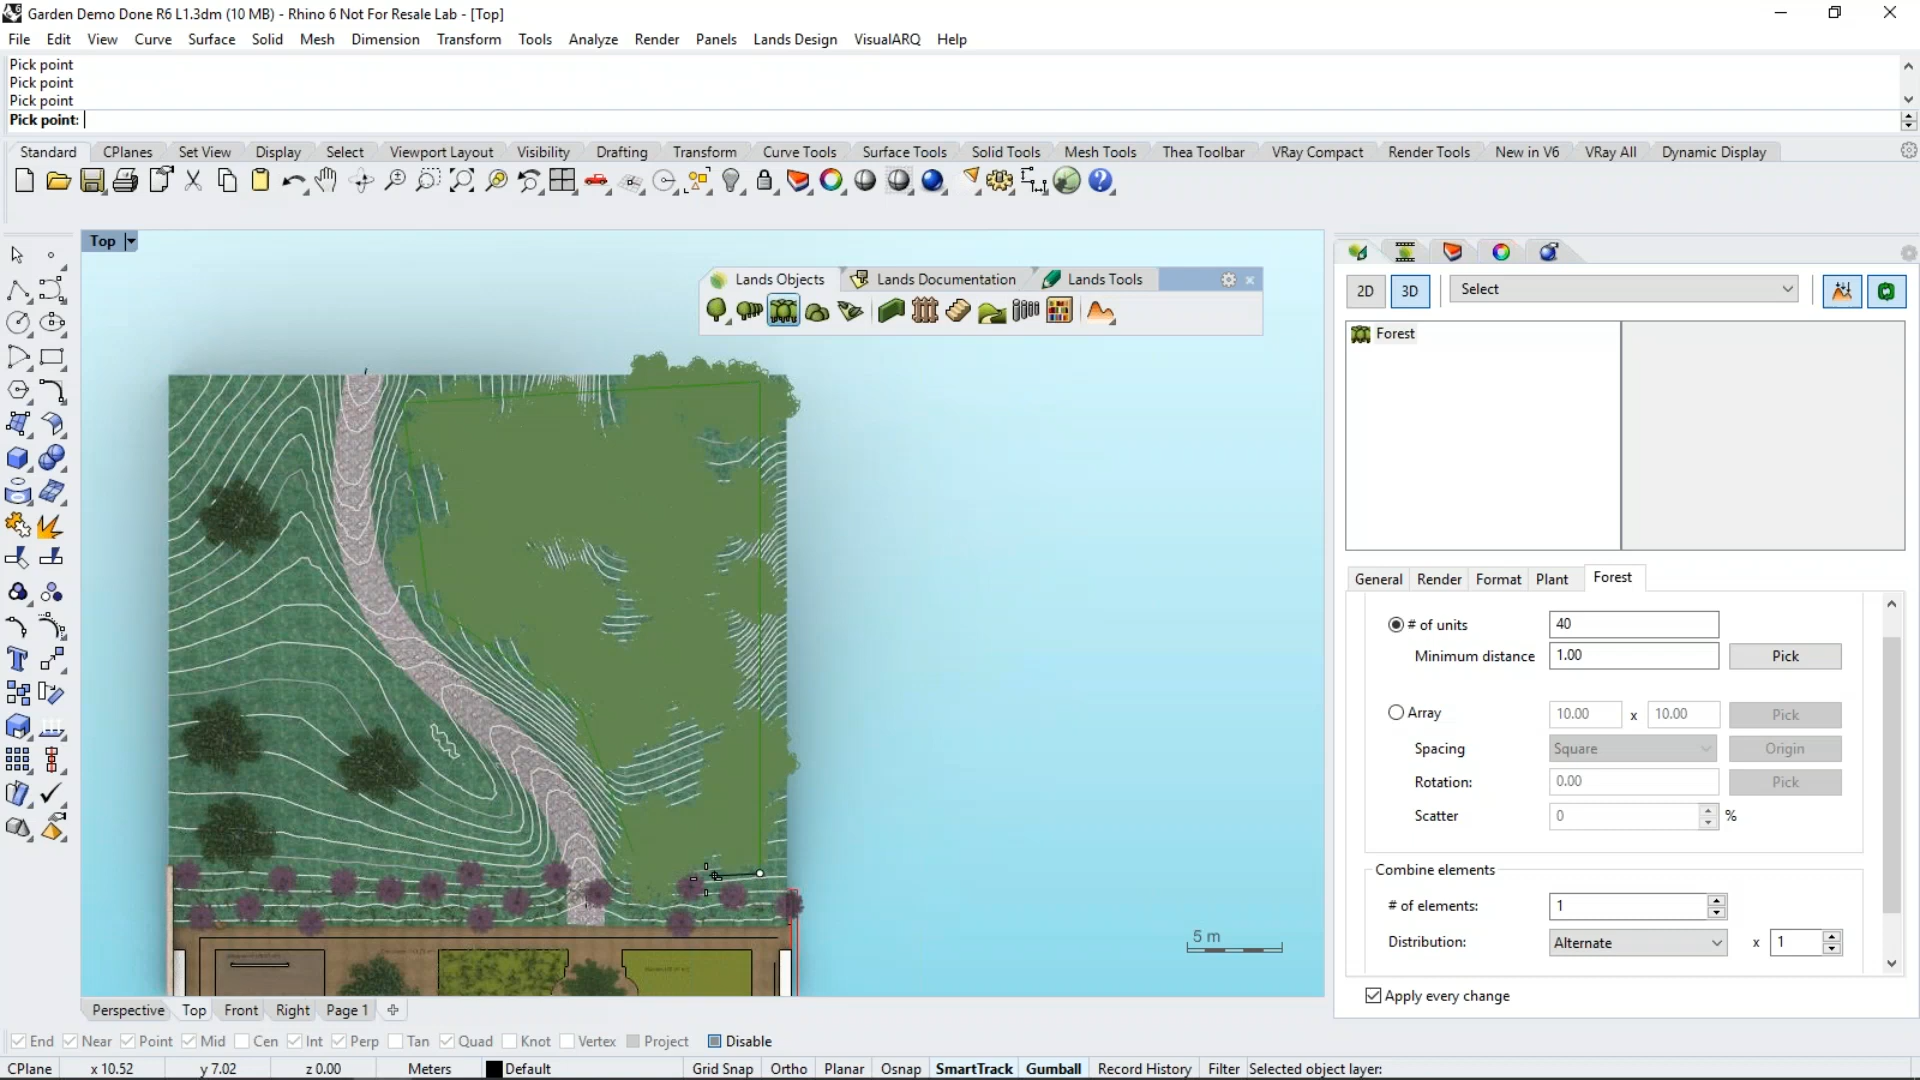 Garden Demo Done R6 L1.3dm (10 MB) - Rhino 6 Not For Resale Lab - [Top]
File Edit View Curve Surface Solid Mesh Dimension Transform Tools Analyze Render Panels Lands Design VisualARQ Help
Pick point
Pick point
Pick point
Pick point:
Standard CPlanes Set View Display Select Viewport Layout Visibility Drafting Transform Curve Tools Surface Tools Solid Tools Mesh Tools Thea Toolbar VRay Compact Render Tools New in V6 VRay All Dynamic Display
Top
Lands Objects Lands Documentation Lands Tools
2D 3D Select
Forest
General Render Format Plant Forest
# of units 40
Minimum distance 1.00 Pick
Array 10.00 x 10.00 Pick
Spacing Square Origin
Rotation: 0.00 Pick
Scatter 0 %
Combine elements
# of elements: 1
Distribution: Alternate x 1
5 m
Apply every change
Perspective Top Front Right Page 1
End Near Point Mid Cen Int Perp Tan Quad Knot Vertex Project Disable
CPlane x 10.52 y 7.02 z 0.00 Meters Default Grid Snap Ortho Planar Osnap SmartTrack Gumball Record History Filter Selected object layer: